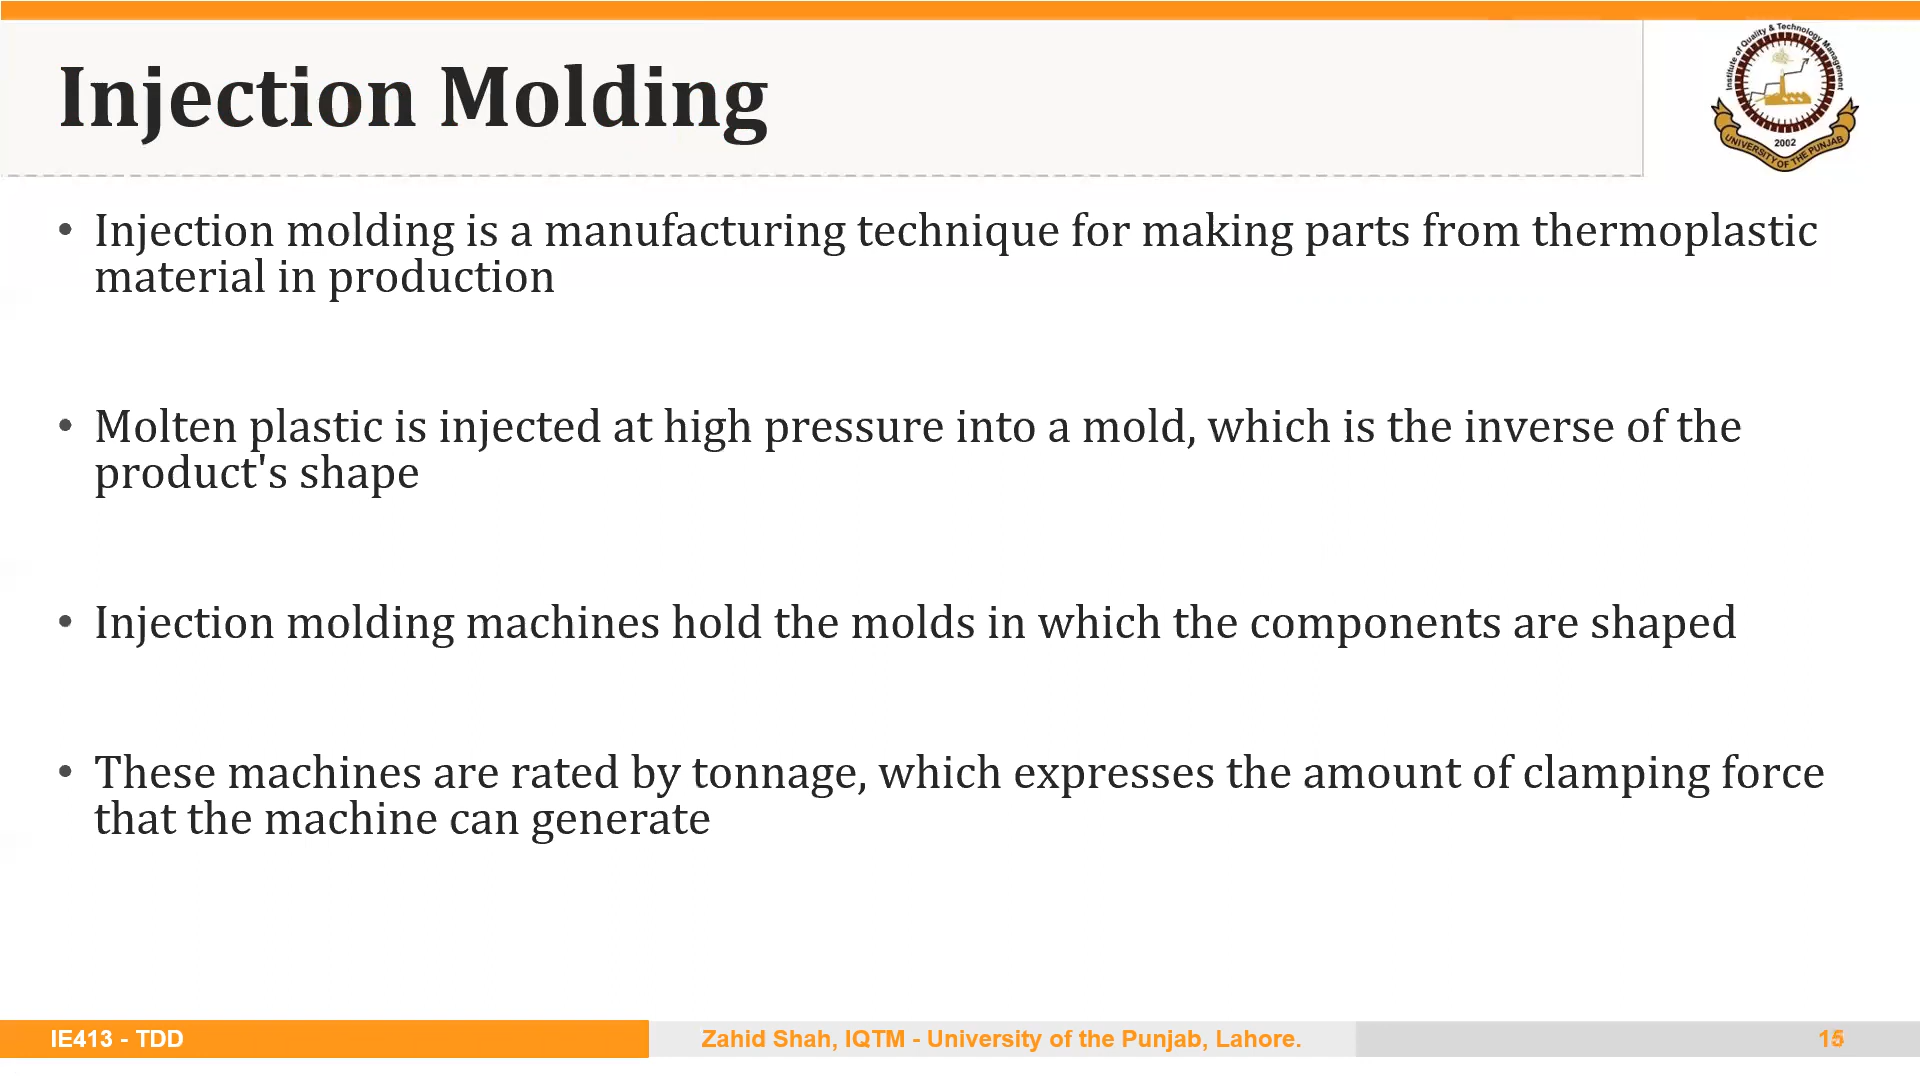 Injection Molding
Institute of Quality & Technology Management
2002
UNIVERSITY OF THE PUNJAB
• Injection molding is a manufacturing technique for making parts from thermoplastic
material in production
• Molten plastic is injected at high pressure into a mold, which is the inverse of the
product's shape
• Injection molding machines hold the molds in which the components are shaped
• These machines are rated by tonnage, which expresses the amount of clamping force
that the machine can generate
IE413 - TDD
Zahid Shah, IQTM - University of the Punjab, Lahore.